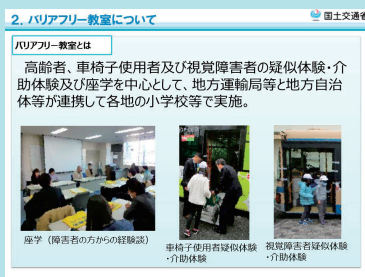 2. バリアフリー教室について
国土交通省
バリアフリー教室とは
高齢者、車椅子使用者及び視覚障害者の疑似体験・介
助体験及び座学を中心として、地方運輸局等と地方自治
体等が連携して各地の小学校等で実施。
座学（障害者の方からの経験談）
車椅子使用者疑似体験
・介助体験
視覚障害者疑似体験
・介助体験